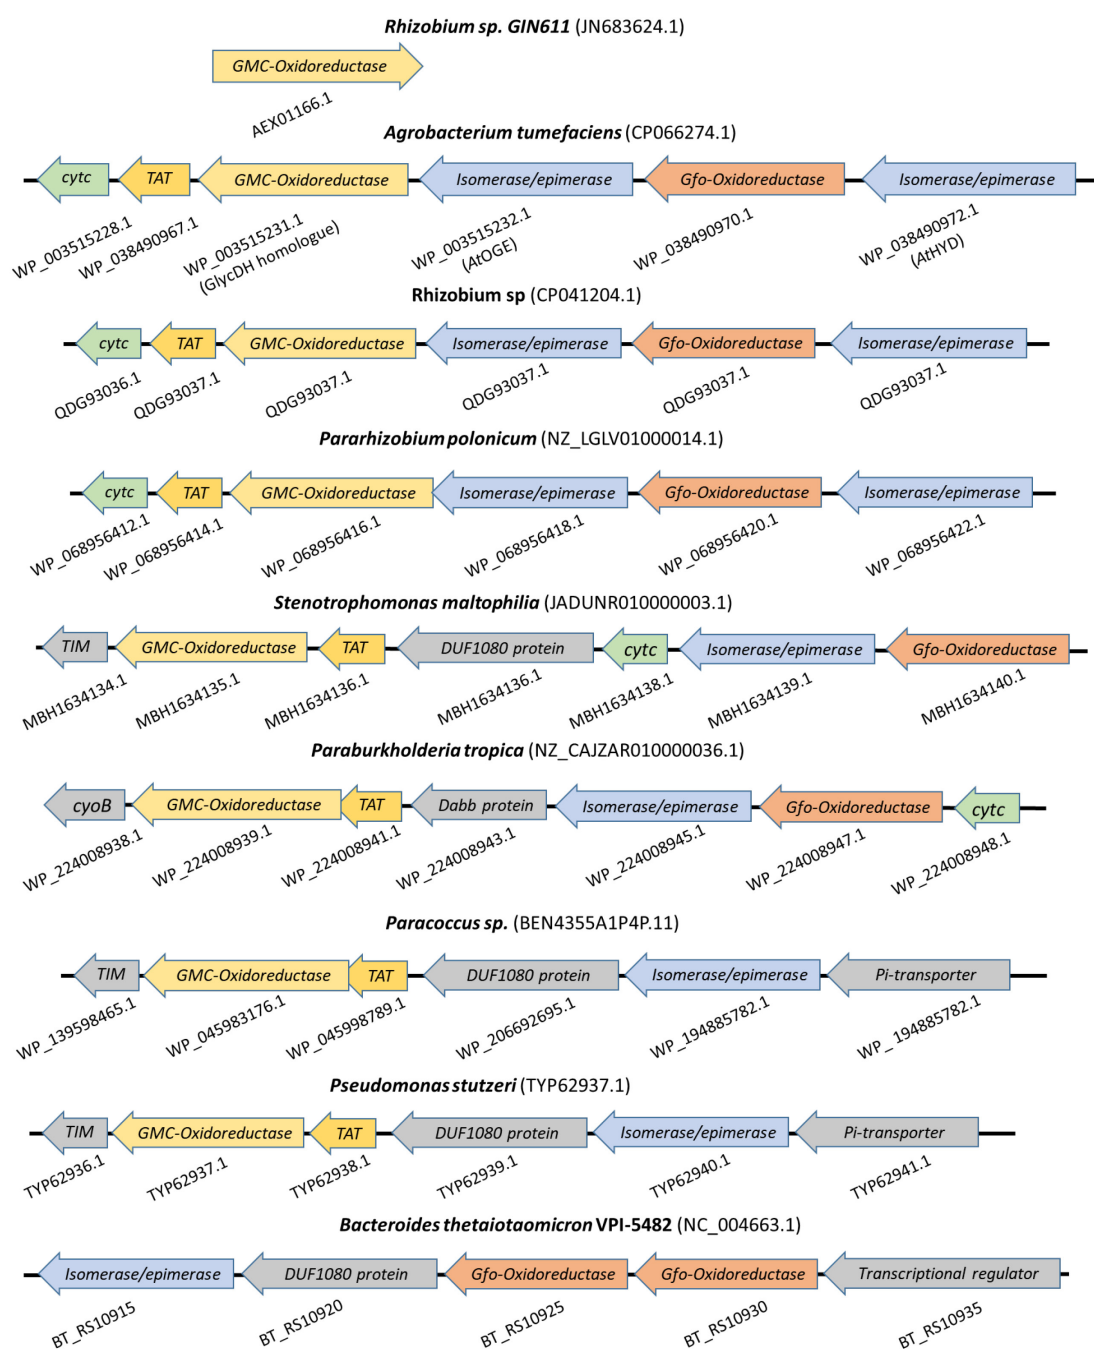 Rhizobium sp. GIN611 (JN683624.1)
GMC-Oxidoreductase
AEX01166.1
Agrobacterium tumefaciens (CP066274.1)
cytc TAT GMC-Oxidoreductase Isomerase/epimerase Gfo-Oxidoreductase Isomerase/epimerase
WP_003515228.1 WP_038490967.1 WP_003515231.1 WP_003515232.1 WP_038490970.1 WP_038490972.1
(GlycDH homologue) (AtOGE) (AtHYD)
Rhizobium sp (CP041204.1)
cytc TAT GMC-Oxidoreductase Isomerase/epimerase Gfo-Oxidoreductase Isomerase/epimerase
QDG93036.1 QDG93037.1 QDG93037.1 QDG93037.1 QDG93037.1 QDG93037.1
Pararhizobium polonicum (NZ_LGLV01000014.1)
cytc TAT GMC-Oxidoreductase Isomerase/epimerase Gfo-Oxidoreductase Isomerase/epimerase
WP_068956412.1 WP_068956414.1 WP_068956416.1 WP_068956418.1 WP_068956420.1 WP_068956422.1
Stenotrophomonas maltophilia (JADUNR010000003.1)
TIM GMC-Oxidoreductase TAT DUF1080 protein cytc Isomerase/epimerase Gfo-Oxidoreductase
MBH1634134.1 MBH1634135.1 MBH1634136.1 MBH1634136.1 MBH1634138.1 MBH1634139.1 MBH1634140.1
Paraburkholderia tropica (NZ_CAJZAR010000036.1)
cyoB GMC-Oxidoreductase TAT Dabb protein Isomerase/epimerase Gfo-Oxidoreductase cytc
WP_224008938.1 WP_224008939.1 WP_224008941.1 WP_224008943.1 WP_224008945.1 WP_224008947.1 WP_224008948.1
Paracoccus sp. (BEN4355A1P4P.11)
TIM GMC-Oxidoreductase TAT DUF1080 protein Isomerase/epimerase Pi-transporter
WP_139598465.1 WP_045983176.1 WP_045998789.1 WP_206692695.1 WP_194885782.1 WP_194885782.1
Pseudomonas stutzeri (TYP62937.1)
TIM GMC-Oxidoreductase TAT DUF1080 protein Isomerase/epimerase Pi-transporter
TYP62936.1 TYP62937.1 TYP62938.1 TYP62939.1 TYP62940.1 TYP62941.1
Bacteroides thetaiotaomicron VPI-5482 (NC_004663.1)
Isomerase/epimerase DUF1080 protein Gfo-Oxidoreductase Gfo-Oxidoreductase Transcriptional regulator
BT_RS10915 BT_RS10920 BT_RS10925 BT_RS10930 BT_RS10935